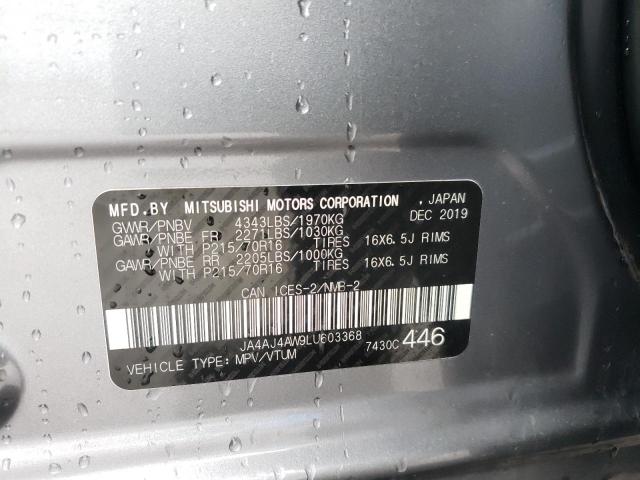 MFD.BY MITSUBISHI MOTORS CORPORATION , JAPAN
GVWR/PNBV 4343LBS/1970KG DEC 2019
GAWR/PNBE FR 2271LBS/1030KG
WITH P215/70R16 TIRES 16X6.5J RIMS
GAWR/PNBE RR 2205LBS/1000KG
WITH P215/70R16 TIRES 16X6.5J RIMS
CAN ICES-2/NMB-2
JA4AJ4AW9LU603368
VEHICLE TYPE: MPV/VTUM 7430C 446